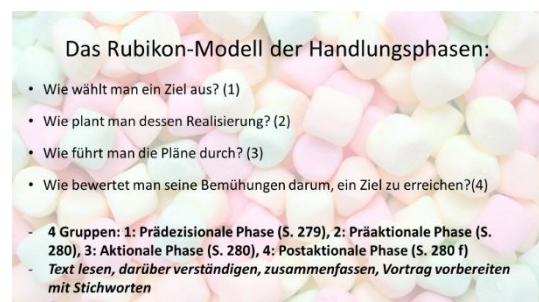 Das Rubikon-Modell der Handlungsphasen:
• Wie wählt man ein Ziel aus? (1)
• Wie plant man dessen Realisierung? (2)
• Wie führt man die Pläne durch? (3)
• Wie bewertet man seine Bemühungen darum, ein Ziel zu erreichen?(4)
- 4 Gruppen: 1: Prädezisionale Phase (S. 279), 2: Präaktionale Phase (S.
280), 3: Aktionale Phase (S. 280), 4: Postaktionale Phase (S. 280 f)
- Text lesen, darüber verständigen, zusammenfassen, Vortrag vorbereiten
mit Stichworten